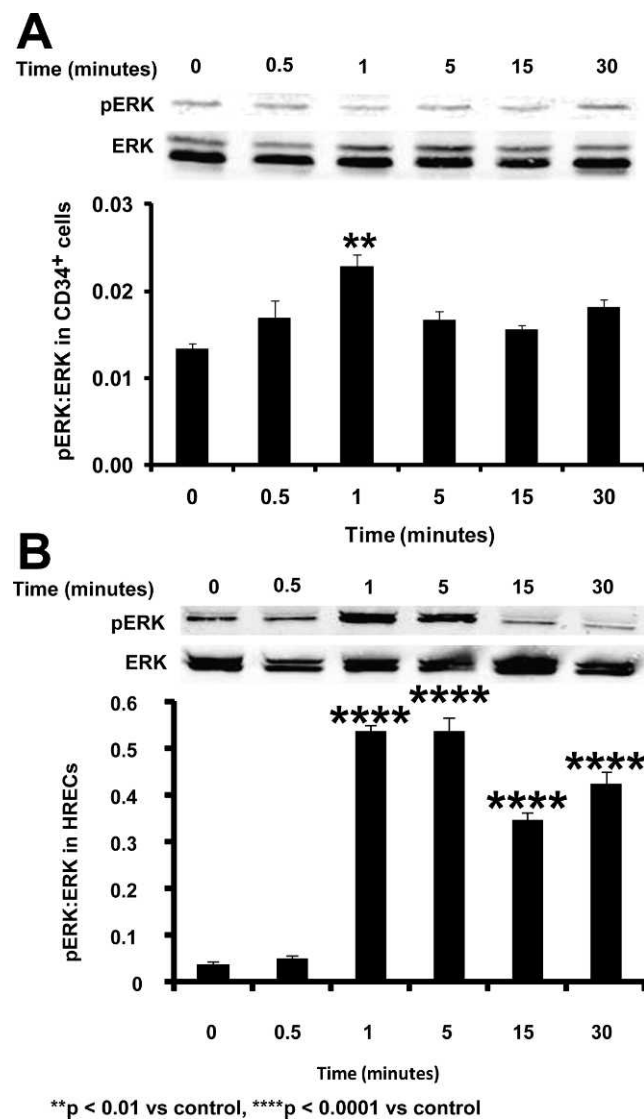 A
Time (minutes) 0 0.5 1 5 15 30
pERK
ERK
pERK:ERK in CD34+ cells
0.03
**
0.02
0.01
0.00
0 0.5 1 5 15 30
Time (minutes)
B
Time (minutes) 0 0.5 1 5 15 30
pERK
ERK
pERK:ERK in HRECs
0.6
**** ****
0.5
****
0.4
****
0.3
0.2
0.1
0
0 0.5 1 5 15 30
Time (minutes)
**p < 0.01 vs control, ****p < 0.0001 vs control